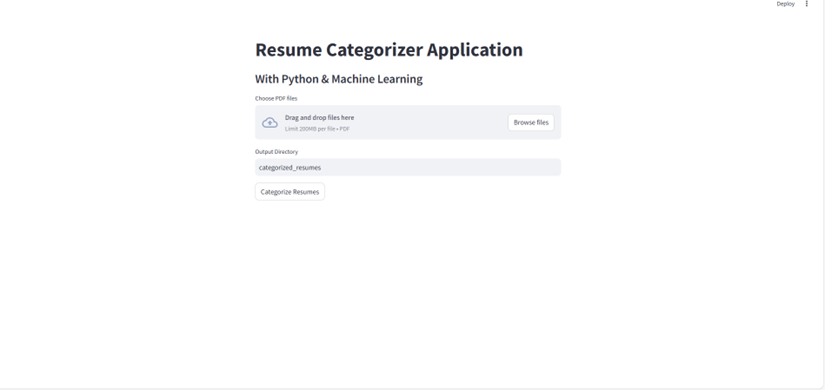 Deploy
Resume Categorizer Application
With Python & Machine Learning
Choose PDF files
Drag and drop files here
Limit 200MB per file • PDF
Browse files
Output Directory
categorized_resumes
Categorize Resumes